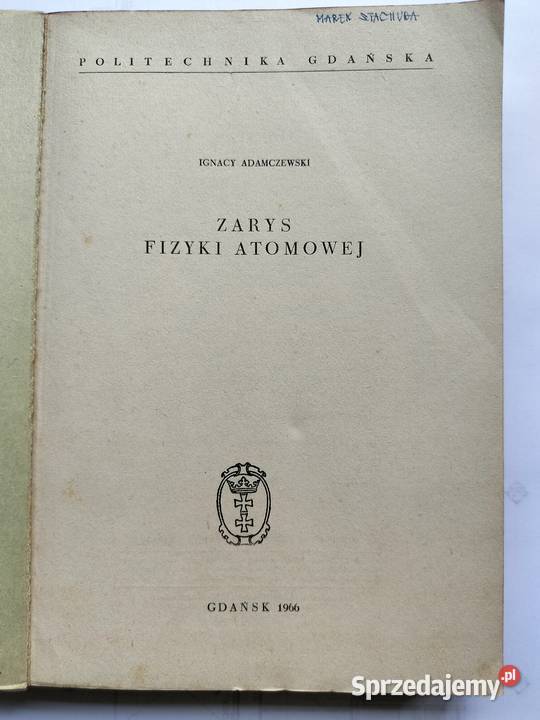 MAREK STACHURA
POLITECHNIKA GDAŃSKA
IGNACY ADAMCZEWSKI
ZARYS
FIZYKI ATOMOWEJ
GDAŃSK 1966
Sprzedajemy.pl